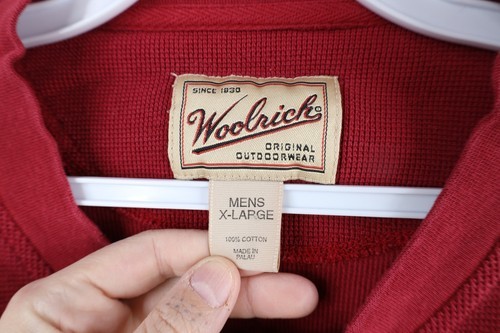 SINCE 1830
Woolrich®
ORIGINAL
OUTDOORWEAR
MENS
X-LARGE
100% COTTON
MADE IN
PALAU